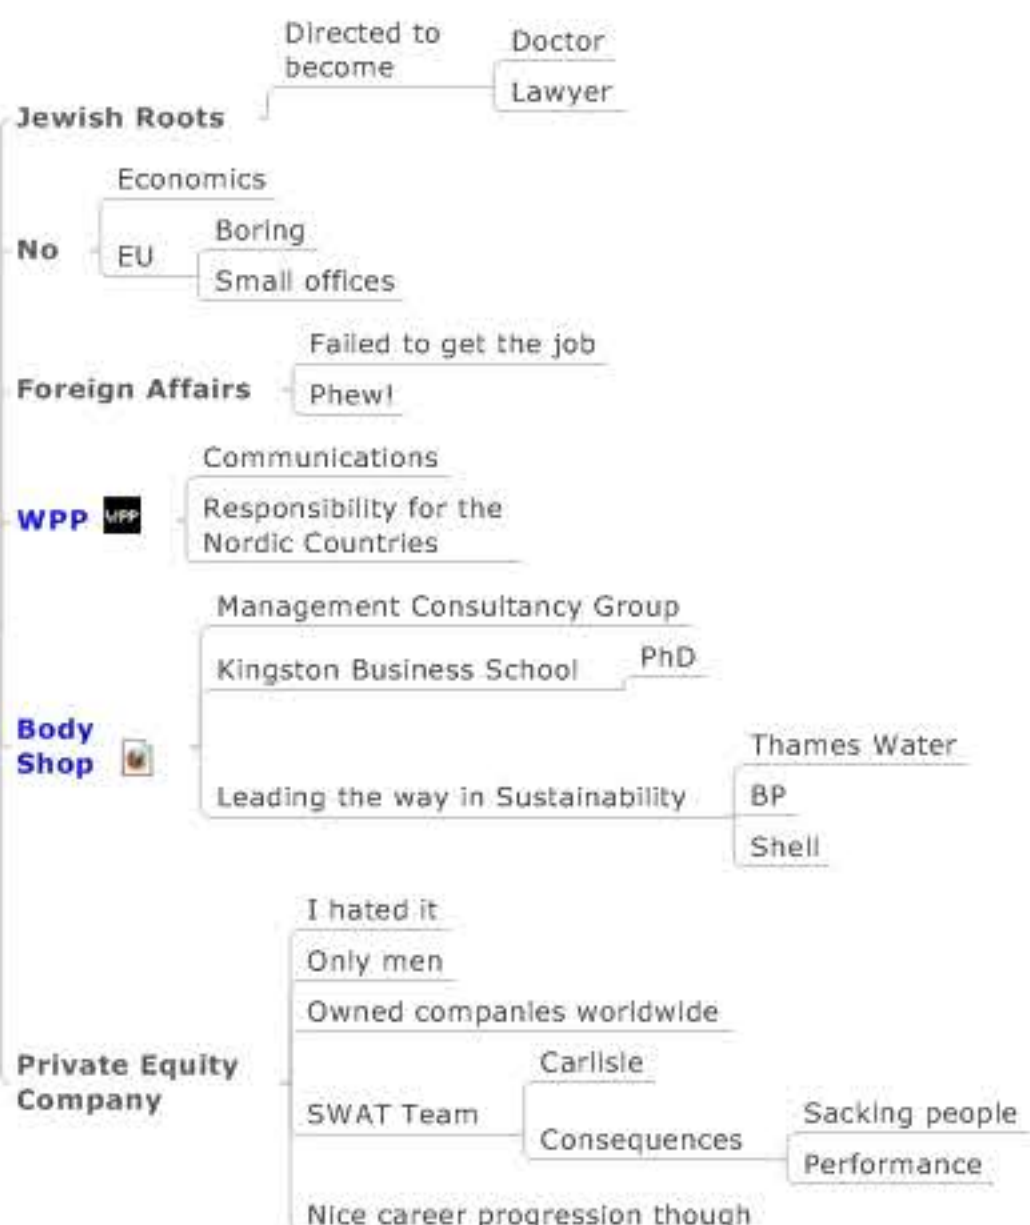 Directed to
become
Doctor
Lawyer
Jewish Roots
Economics
No
EU
Boring
Small offices
Failed to get the job
Foreign Affairs
Phew!
Communications
WPP
WPP
Responsibility for the
Nordic Countries
Management Consultancy Group
Kingston Business School
PhD
Body
Shop
Leading the way in Sustainability
Thames Water
BP
Shell
I hated it
Only men
Owned companies worldwide
Private Equity
Company
SWAT Team
Carlisle
Consequences
Sacking people
Performance
Nice career progression though